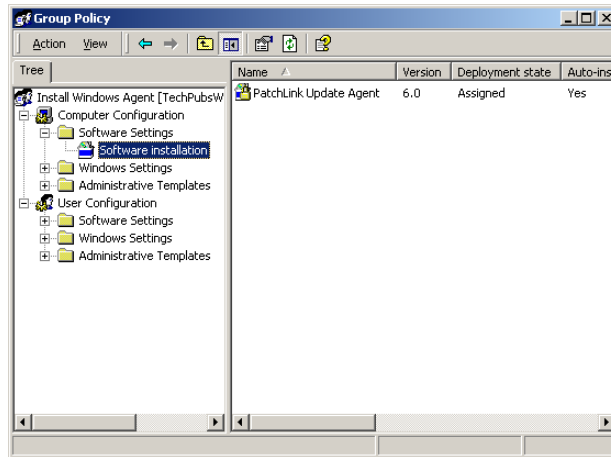 Group Policy
Action View
Tree
Name Version Deployment state Auto-ins
Install Windows Agent [TechPubsW
PatchLink Update Agent 6.0 Assigned Yes
Computer Configuration
Software Settings
Software installation
Windows Settings
Administrative Templates
User Configuration
Software Settings
Windows Settings
Administrative Templates